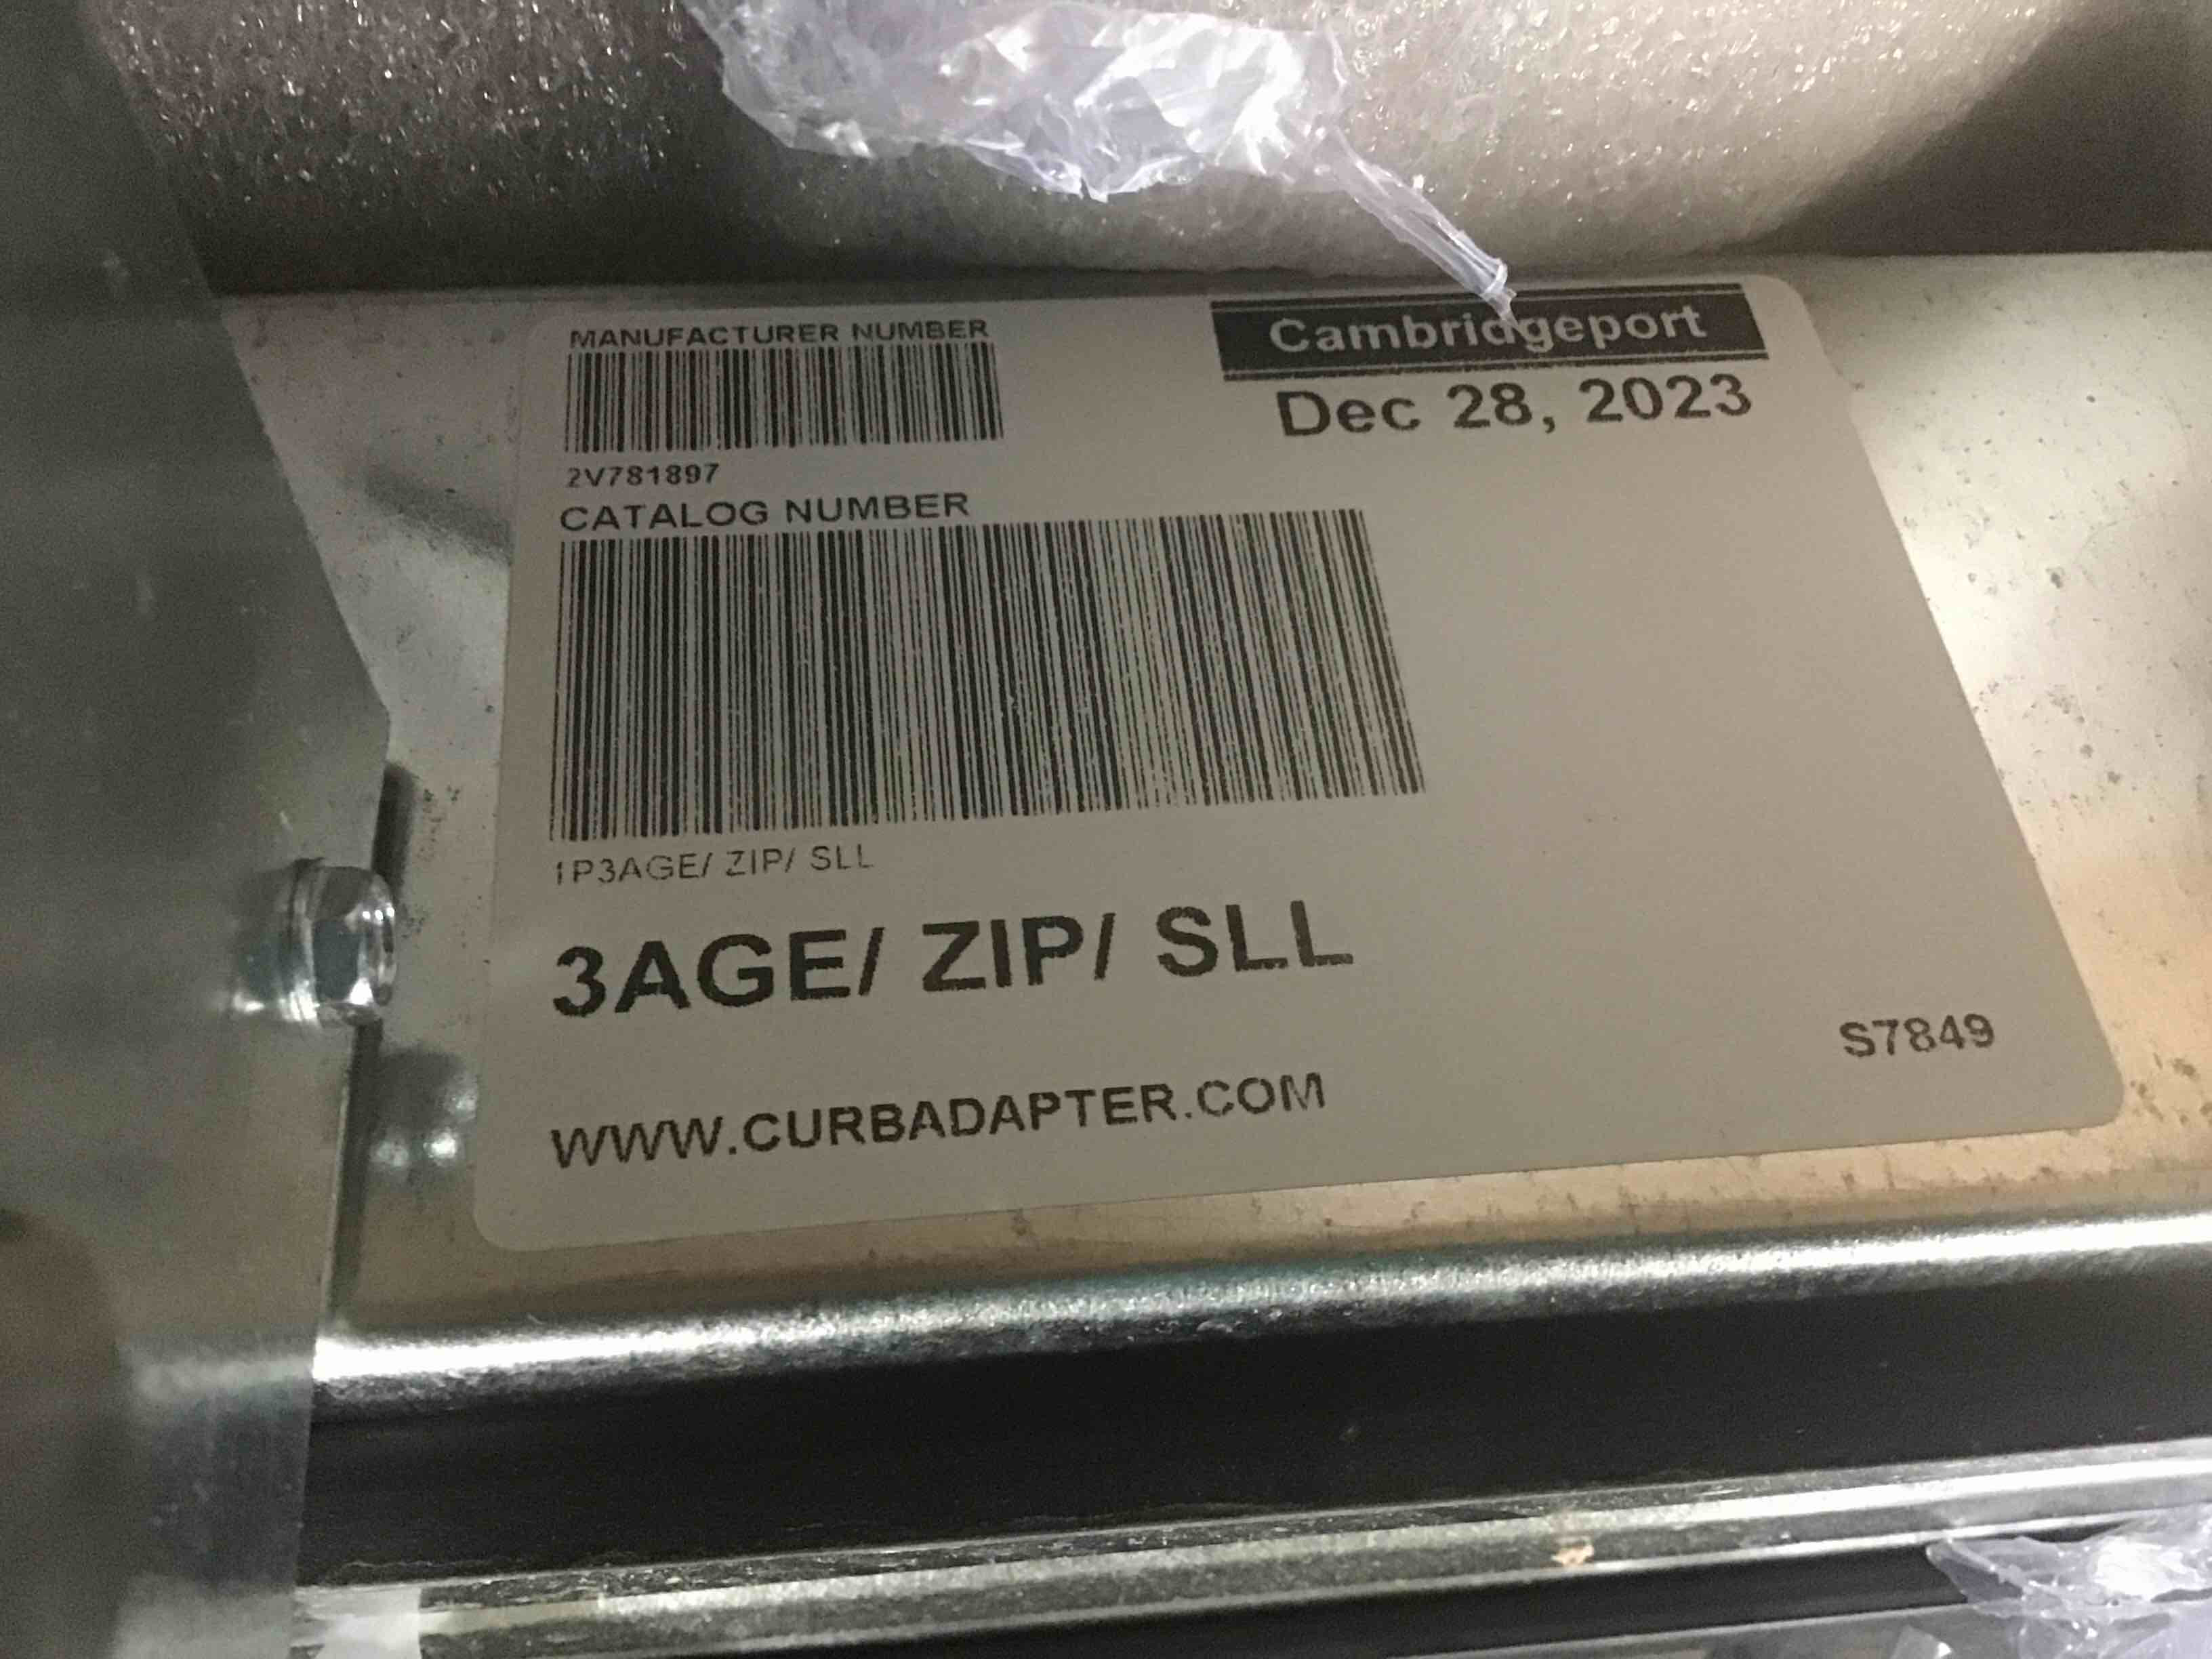 MANUFACTURER NUMBER
Cambridgeport
Dec 28, 2023
2V781897
CATALOG NUMBER
1P3AGE/ ZIP/ SLL
3AGE/ ZIP/ SLL
S7849
WWW.CURBADAPTER.COM